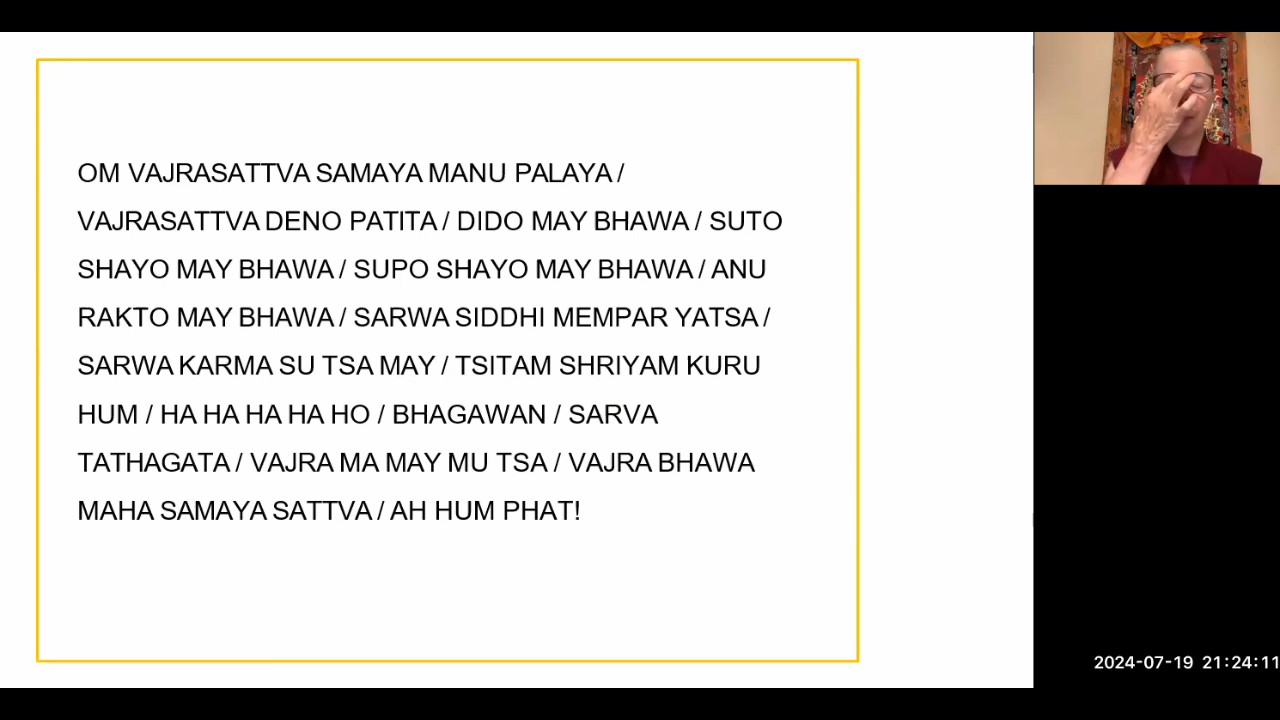 OM VAJRASATTVA SAMAYA MANU PALAYA /
VAJRASATTVA DENO PATITA / DIDO MAY BHAWA / SUTO
SHAYO MAY BHAWA / SUPO SHAYO MAY BHAWA / ANU
RAKTO MAY BHAWA / SARWA SIDDHI MEMPAR YATSA /
SARWA KARMA SU TSA MAY / TSITAM SHRIYAM KURU
HUM / HA HA HA HA HO / BHAGAWAN / SARVA
TATHAGATA / VAJRA MA MAY MU TSA / VAJRA BHAWA
MAHA SAMAYA SATTVA / AH HUM PHAT!
2024-07-19 21:24:11